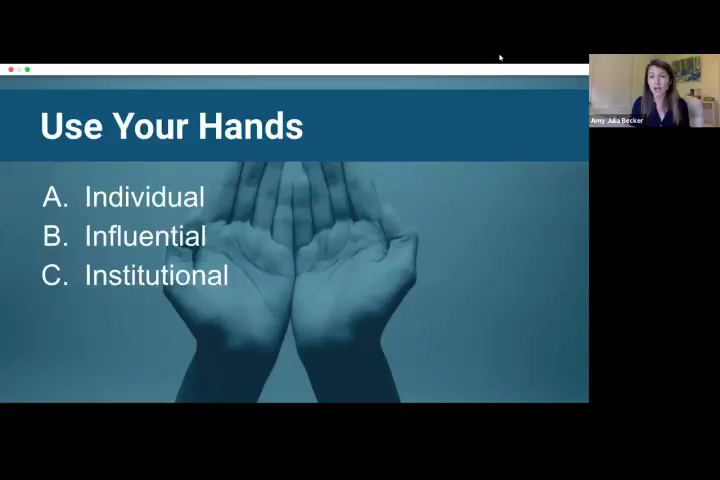 Use Your Hands
A. Individual
B. Influential
C. Institutional
Amy Julia Becker